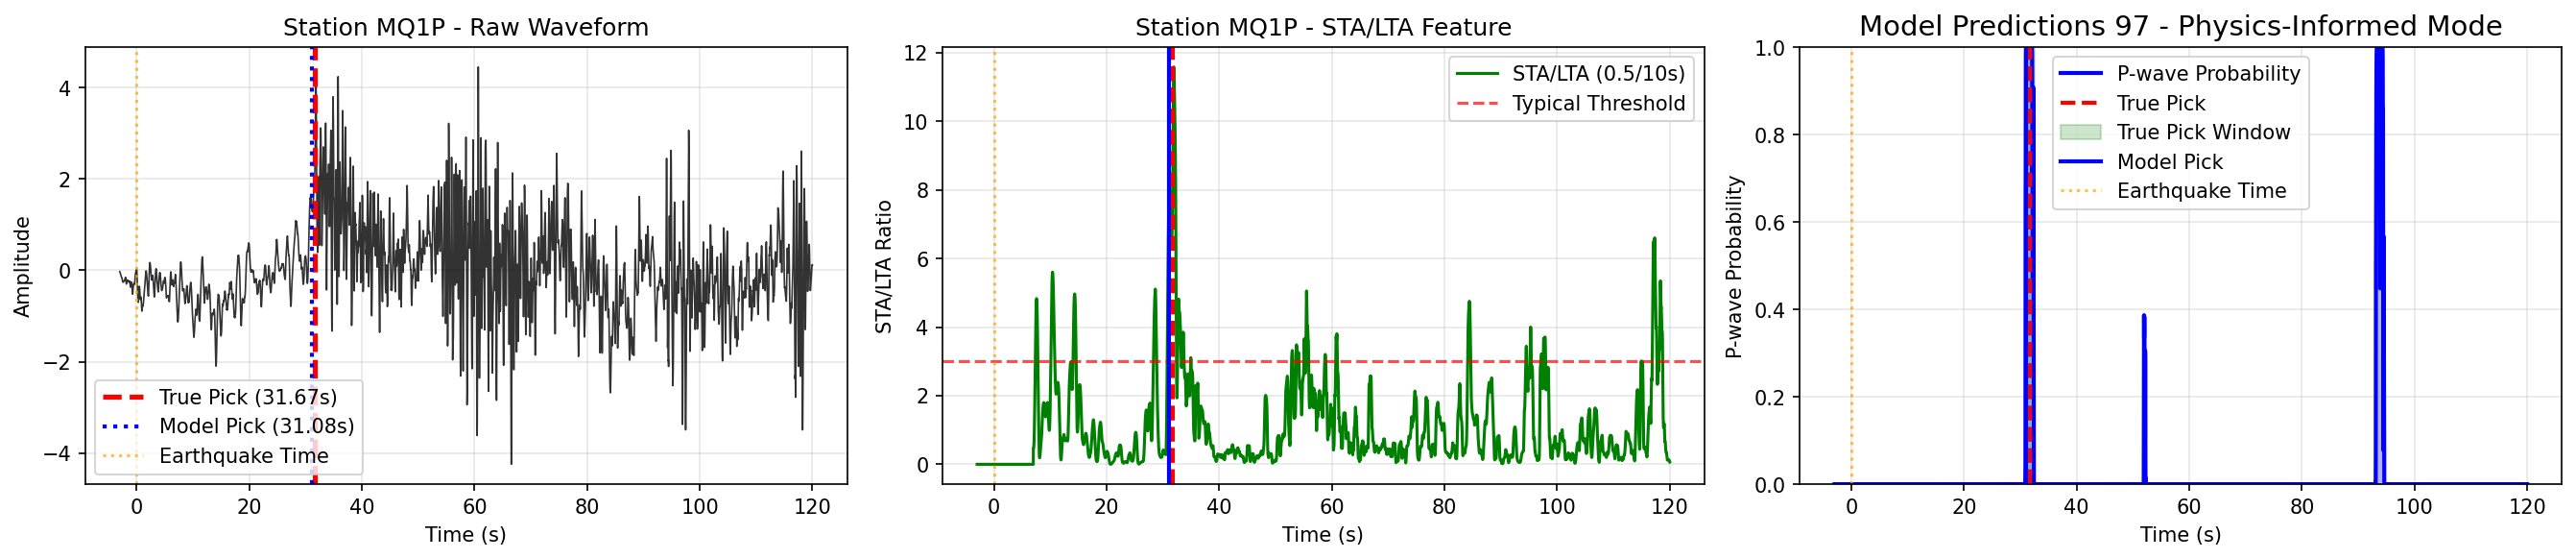 Station MQ1P - Raw Waveform
Amplitude
4
2
0
−2
−4
True Pick (31.67s)
Model Pick (31.08s)
Earthquake Time
0 20 40 60 80 100 120
Time (s)
Station MQ1P - STA/LTA Feature
STA/LTA Ratio
12
10
8
6
4
2
0
STA/LTA (0.5/10s)
Typical Threshold
0 20 40 60 80 100 120
Time (s)
Model Predictions 97 - Physics-Informed Mode
P-wave Probability
1.0
0.8
0.6
0.4
0.2
0.0
P-wave Probability
True Pick
True Pick Window
Model Pick
Earthquake Time
0 20 40 60 80 100 120
Time (s)